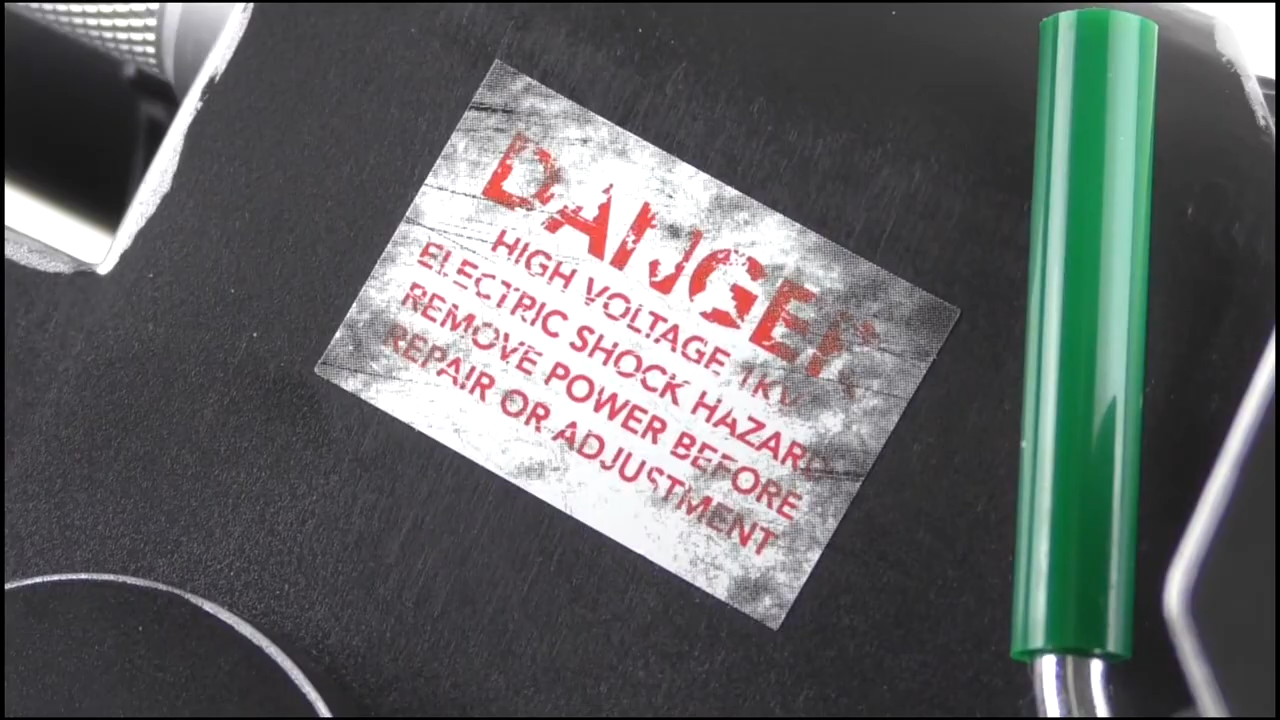 DANGER
HIGH VOLTAGE 1KV
ELECTRIC SHOCK HAZARD
REMOVE POWER BEFORE
REPAIR OR ADJUSTMENT